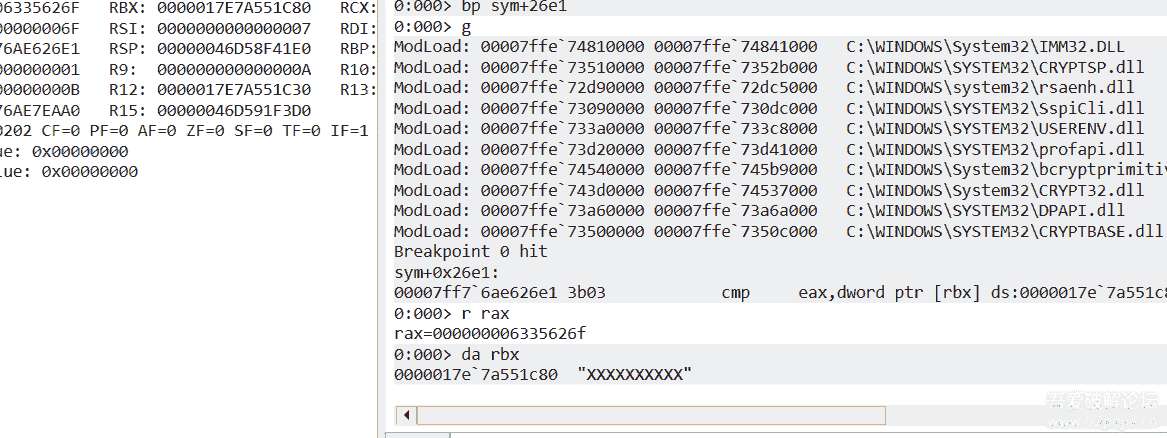 06335626F   RBX: 0000017E7A551C80   RCX:
00000006F   RSI: 0000000000000007   RDI:
76AE626E1   RSP: 00000046D58F41E0   RBP:
000000001   R9:  000000000000000A   R10:
00000000B   R12: 0000017E7A551C30   R13:
76AE7EAA0   R15: 00000046D591F3D0
0202 CF=0 PF=0 AF=0 ZF=0 SF=0 TF=0 IF=1
ue: 0x00000000
lue: 0x00000000
0:000> bp sym+26e1
0:000> g
ModLoad: 00007ffe`74810000 00007ffe`74841000   C:\WINDOWS\System32\IMM32.DLL
ModLoad: 00007ffe`73510000 00007ffe`7352b000   C:\WINDOWS\SYSTEM32\CRYPTSP.dll
ModLoad: 00007ffe`72d90000 00007ffe`72dc5000   C:\WINDOWS\system32\rsaenh.dll
ModLoad: 00007ffe`73090000 00007ffe`730dc000   C:\WINDOWS\SYSTEM32\SspiCli.dll
ModLoad: 00007ffe`733a0000 00007ffe`733c8000   C:\WINDOWS\SYSTEM32\USERENV.dll
ModLoad: 00007ffe`73d20000 00007ffe`73d41000   C:\WINDOWS\SYSTEM32\profapi.dll
ModLoad: 00007ffe`74540000 00007ffe`745b9000   C:\WINDOWS\System32\bcryptprimitiv
ModLoad: 00007ffe`743d0000 00007ffe`74537000   C:\WINDOWS\System32\CRYPT32.dll
ModLoad: 00007ffe`73a60000 00007ffe`73a6a000   C:\WINDOWS\SYSTEM32\DPAPI.dll
ModLoad: 00007ffe`73500000 00007ffe`7350c000   C:\WINDOWS\SYSTEM32\CRYPTBASE.dll
Breakpoint 0 hit
sym+0x26e1:
00007ff7`6ae626e1 3b03            cmp     eax,dword ptr [rbx] ds:0000017e`7a551c8
0:000> r rax
rax=000000006335626f
0:000> da rbx
0000017e`7a551c80  "XXXXXXXXXX"
吾爱破解论坛